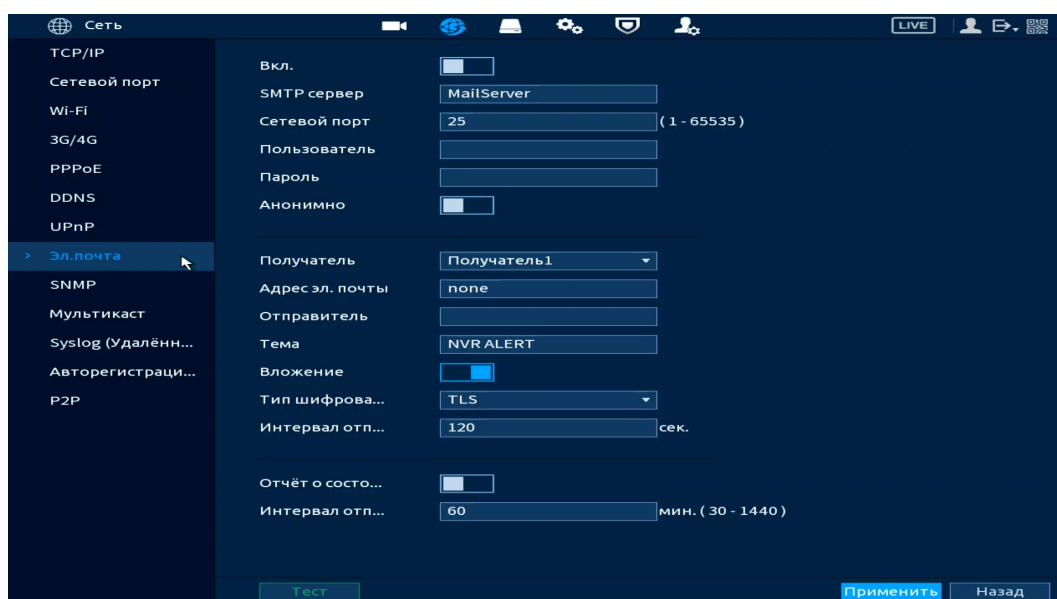 Сеть
LIVE
TCP/IP
Сетевой порт
Wi-Fi
3G/4G
PPPoE
DDNS
UPnP
> Эл.почта
SNMP
Мультикаст
Syslog (Удалённ...
Авторегистраци...
P2P
Вкл.
SMTP сервер MailServer
Сетевой порт 25 (1 - 65535)
Пользователь
Пароль
Анонимно
Получатель Получатель1
Адрес эл. почты none
Отправитель
Тема NVR ALERT
Вложение
Тип шифрова... TLS
Интервал отп... 120 сек.
Отчёт о состо...
Интервал отп... 60 мин. (30 - 1440)
Тест Применить Назад